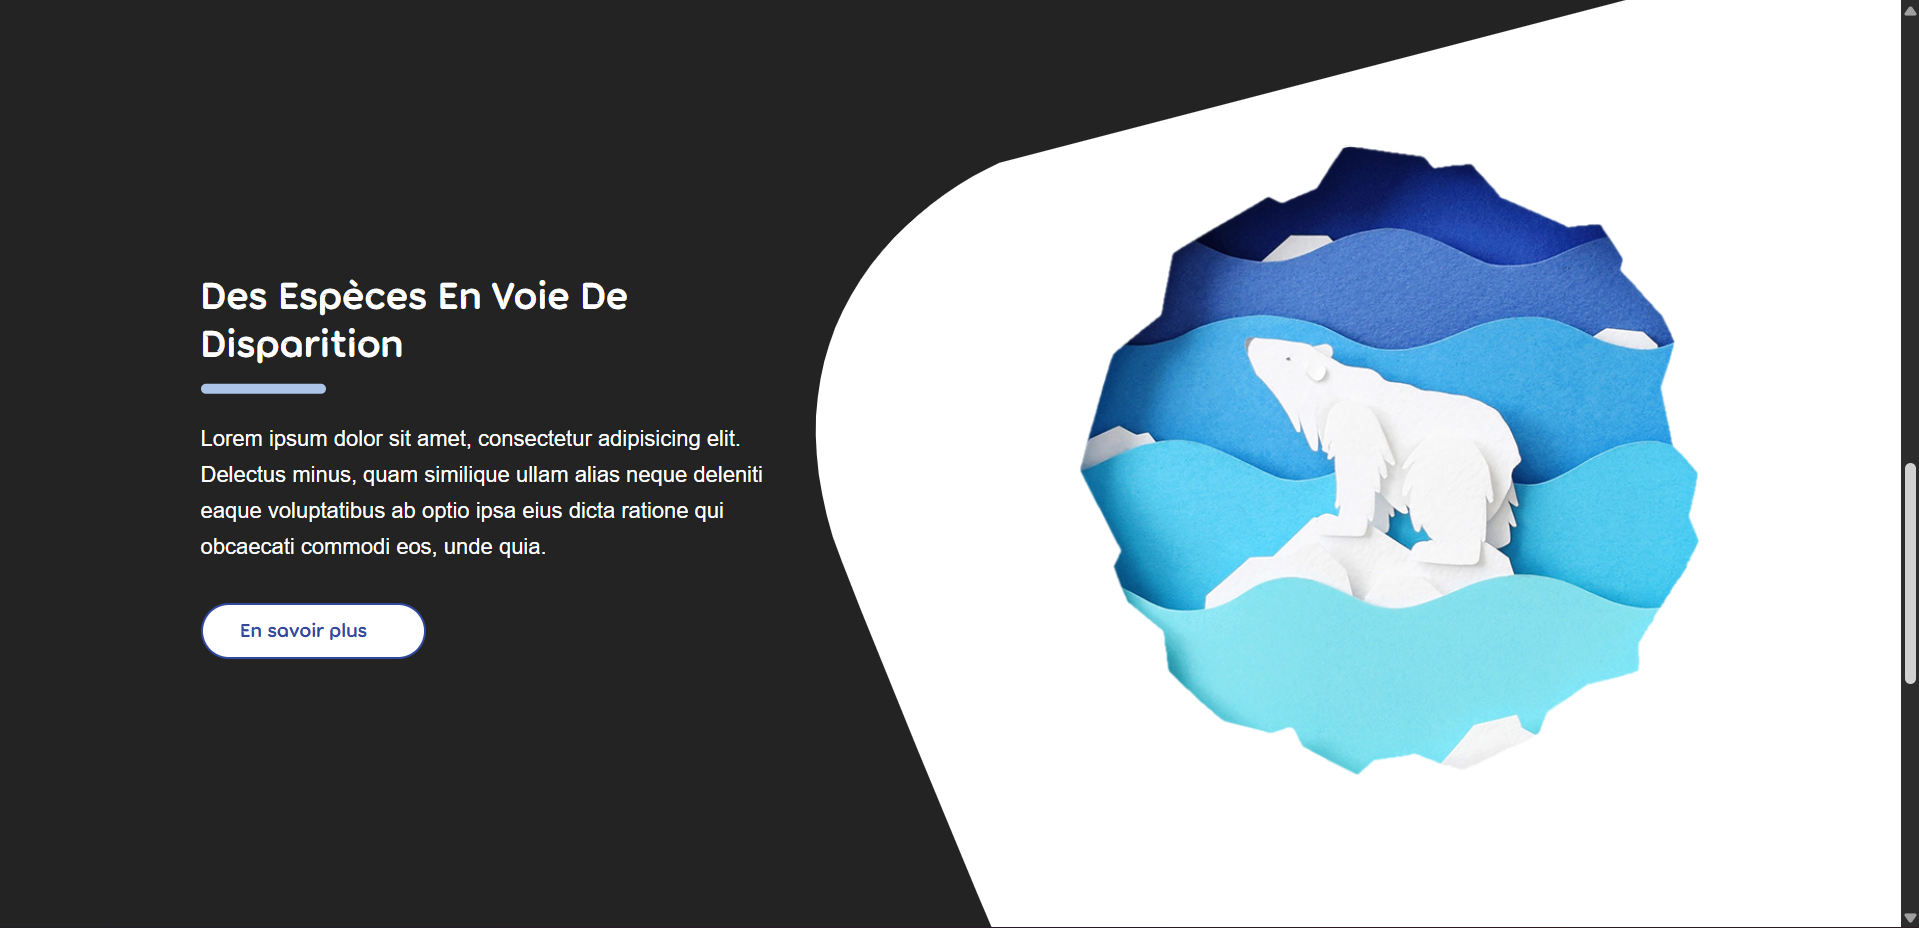 Des Espèces En Voie De
Disparition
Lorem ipsum dolor sit amet, consectetur adipisicing elit.
Delectus minus, quam similique ullam alias neque deleniti
eaque voluptatibus ab optio ipsa eius dicta ratione qui
obcaecati commodi eos, unde quia.
En savoir plus